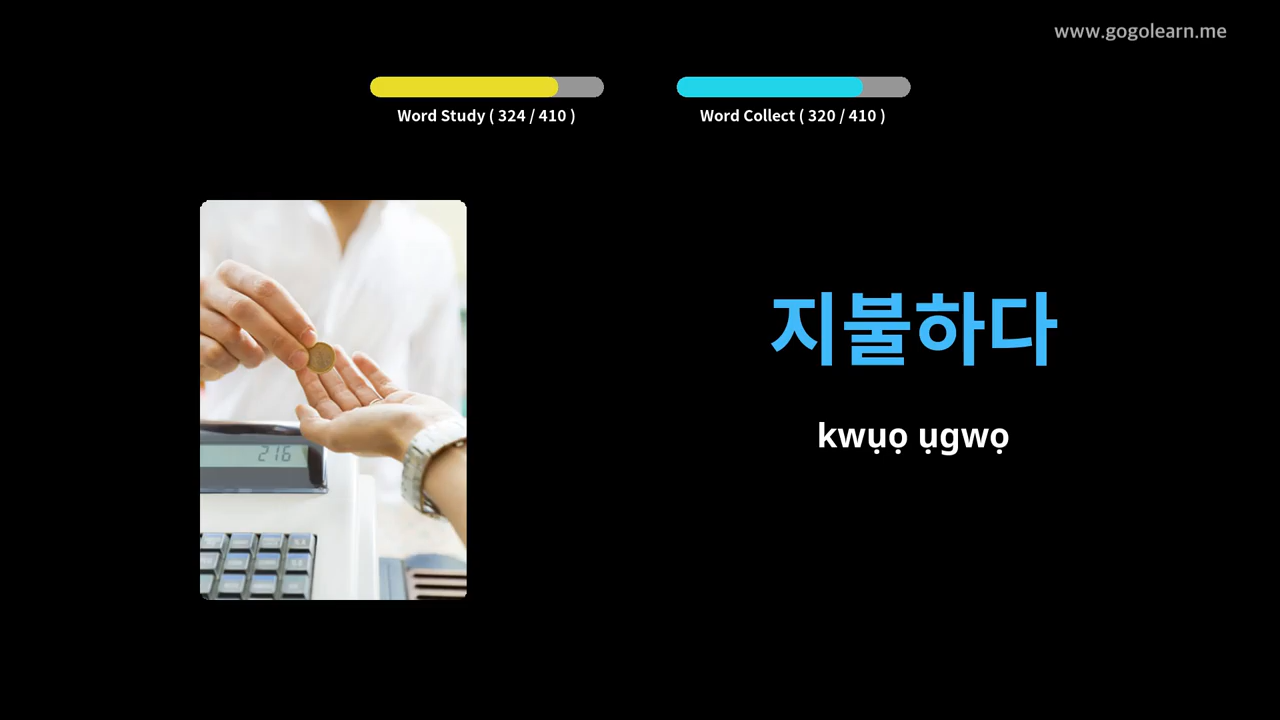 www.gogolearn.me
Word Study ( 324 / 410 )
Word Collect ( 320 / 410 )
지불하다
kwụọ ụgwọ
216